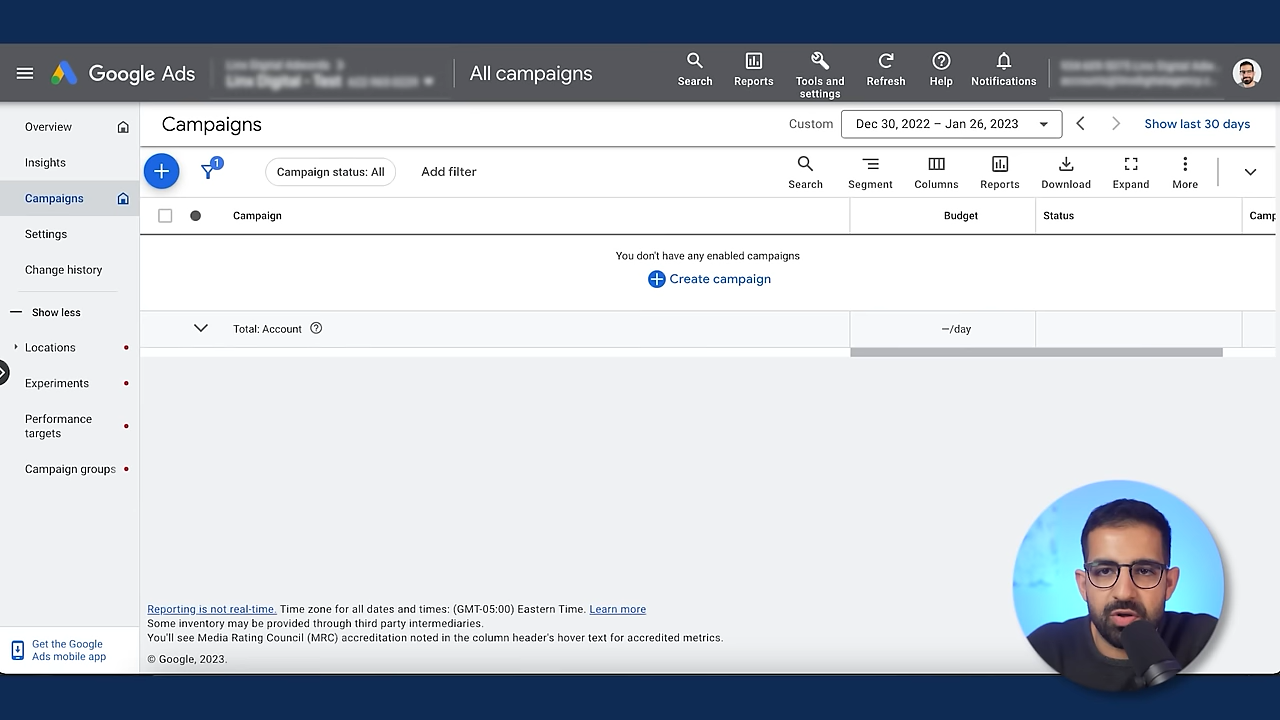 Google Ads
All campaigns
Search
Reports
Tools and
settings
Refresh
Help
Notifications
Overview
Insights
Campaigns
Settings
Change history
Show less
Locations
Experiments
Performance
targets
Campaign groups
Get the Google
Ads mobile app
Campaigns
Custom
Dec 30, 2022 – Jan 26, 2023
Show last 30 days
1
Campaign status: All
Add filter
Search
Segment
Columns
Reports
Download
Expand
More
Campaign
Budget
Status
Camp
You don't have any enabled campaigns
Create campaign
Total: Account
–/day
Reporting is not real-time. Time zone for all dates and times: (GMT-05:00) Eastern Time. Learn more
Some inventory may be provided through third party intermediaries.
You'll see Media Rating Council (MRC) accreditation noted in the column header's hover text for accredited metrics.
© Google, 2023.